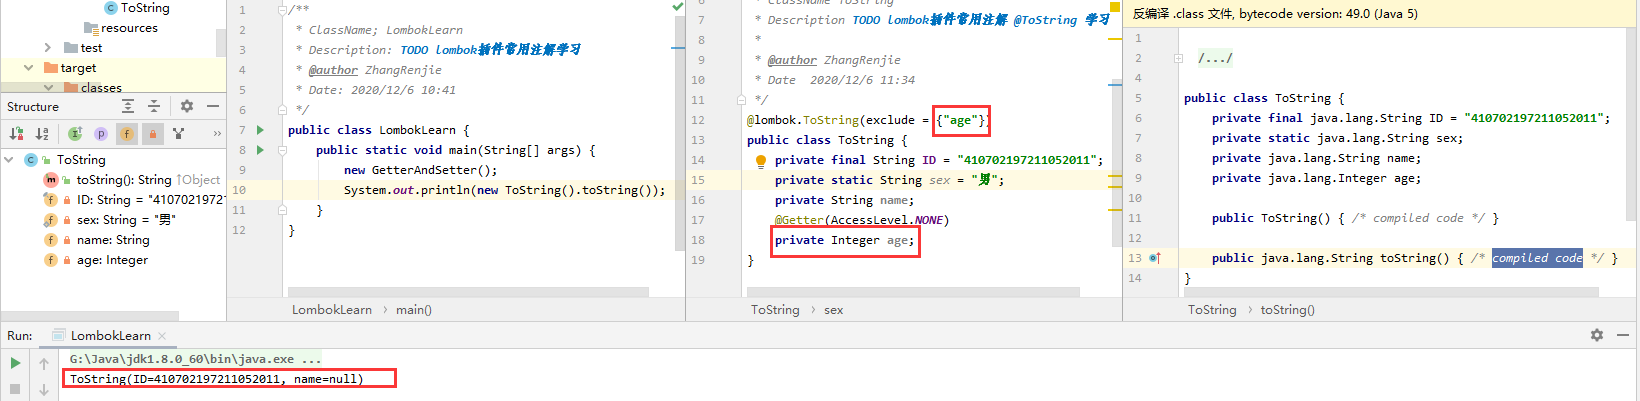 ToString
resources
test
target
classes
Structure
ToString
toString(): String ↑Object
ID: String = "4107021972
sex: String = "男"
name: String
age: Integer
1 /**
2 * ClassName; LombokLearn
3 * Description: TODO lombok插件常用注解学习
4 * @author ZhangRenjie
5 * Date: 2020/12/6 10:41
6 */
7 public class LombokLearn {
8 public static void main(String[] args) {
9 new GetterAndSetter();
10 System.out.println(new ToString().toString());
11 }
12 }
LombokLearn > main()
6 * ClassName ToString
7 * Description TODO lombok插件常用注解 @ToString 学习
8 *
9 * @author ZhangRenjie
10 * Date 2020/12/6 11:34
11 */
12 @lombok.ToString(exclude = {"age"})
13 public class ToString {
14 private final String ID = "410702197211052011";
15 private static String sex = "男";
16 private String name;
17 @Getter(AccessLevel.NONE)
18 private Integer age;
19 }
ToString > sex
反编译 .class 文件, bytecode version: 49.0 (Java 5)
1
2 /.../
4
5 public class ToString {
6 private final java.lang.String ID = "410702197211052011";
7 private static java.lang.String sex;
8 private java.lang.String name;
9 private java.lang.Integer age;
10
11 public ToString() { /* compiled code */ }
12
13 public java.lang.String toString() { /* compiled code */ }
14 }
ToString > toString()
Run: LombokLearn
G:\Java\jdk1.8.0_60\bin\java.exe ...
ToString(ID=410702197211052011, name=null)